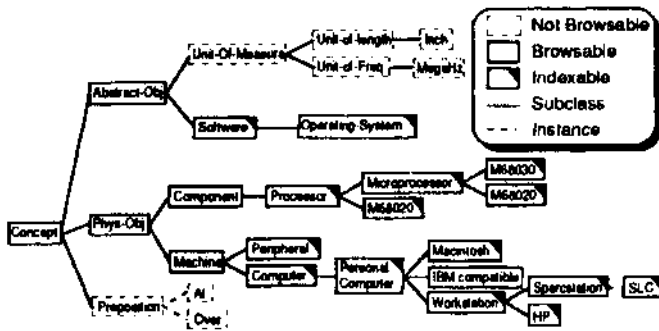 Not Browsable
Browsable
Indexable
Subclass
Instance
Unit-of-length
Inch
Unit-Of-Measure
Unit-of-Freq
MegaHz
Abstract-Obj
Software
Operating-System
Component
Processor
Microprocessor
M68030
M68020
M68020
Concept
Phys-Obj
Machine
Peripheral
Computer
Personal
Computer
Macintosh
IBM compatible
Workstation
Sparcstation
SLC
HP
Preposition
At
Over